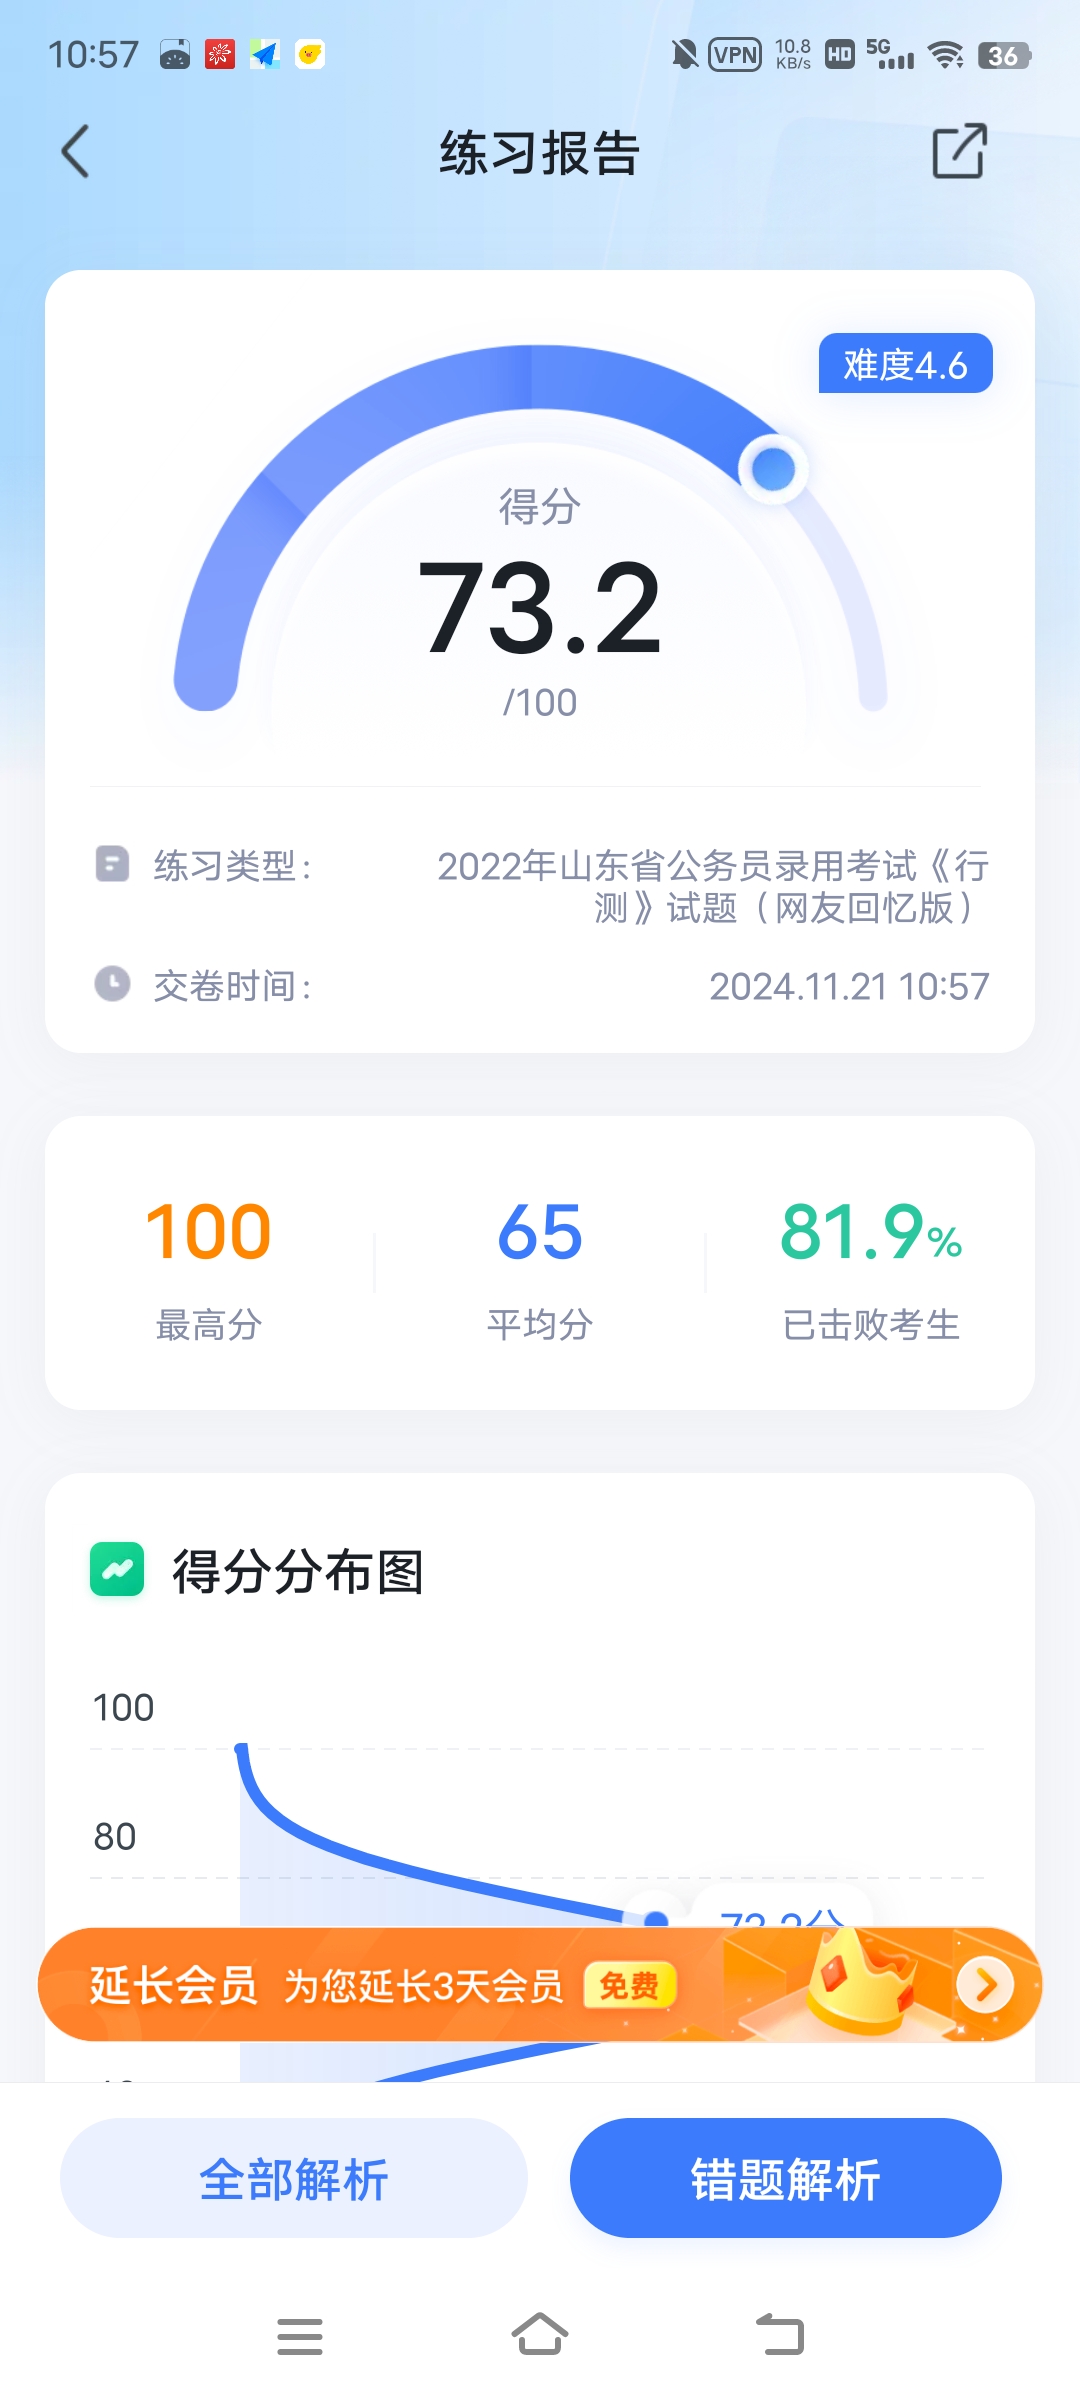 10:57
VPN
10.8
KB/s
HD
5G
36
练习报告
难度4.6
得分
73.2
/100
练习类型:
2022年山东省公务员录用考试《行
测》试题（网友回忆版）
交卷时间:
2024.11.21 10:57
100
最高分
65
平均分
81.9%
已击败考生
得分分布图
100
80
73.2分
延长会员 为您延长3天会员 免费
全部解析
错题解析